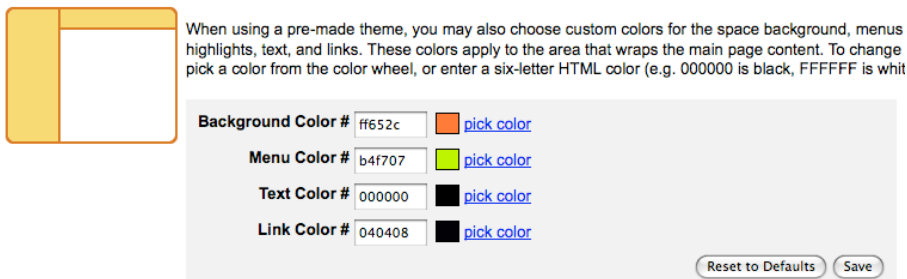 When using a pre-made theme, you may also choose custom colors for the space background, menus
highlights, text, and links. These colors apply to the area that wraps the main page content. To change
pick a color from the color wheel, or enter a six-letter HTML color (e.g. 000000 is black, FFFFFF is whit
Background Color # ff652c pick color
Menu Color # b4f707 pick color
Text Color # 000000 pick color
Link Color # 040408 pick color
Reset to Defaults Save